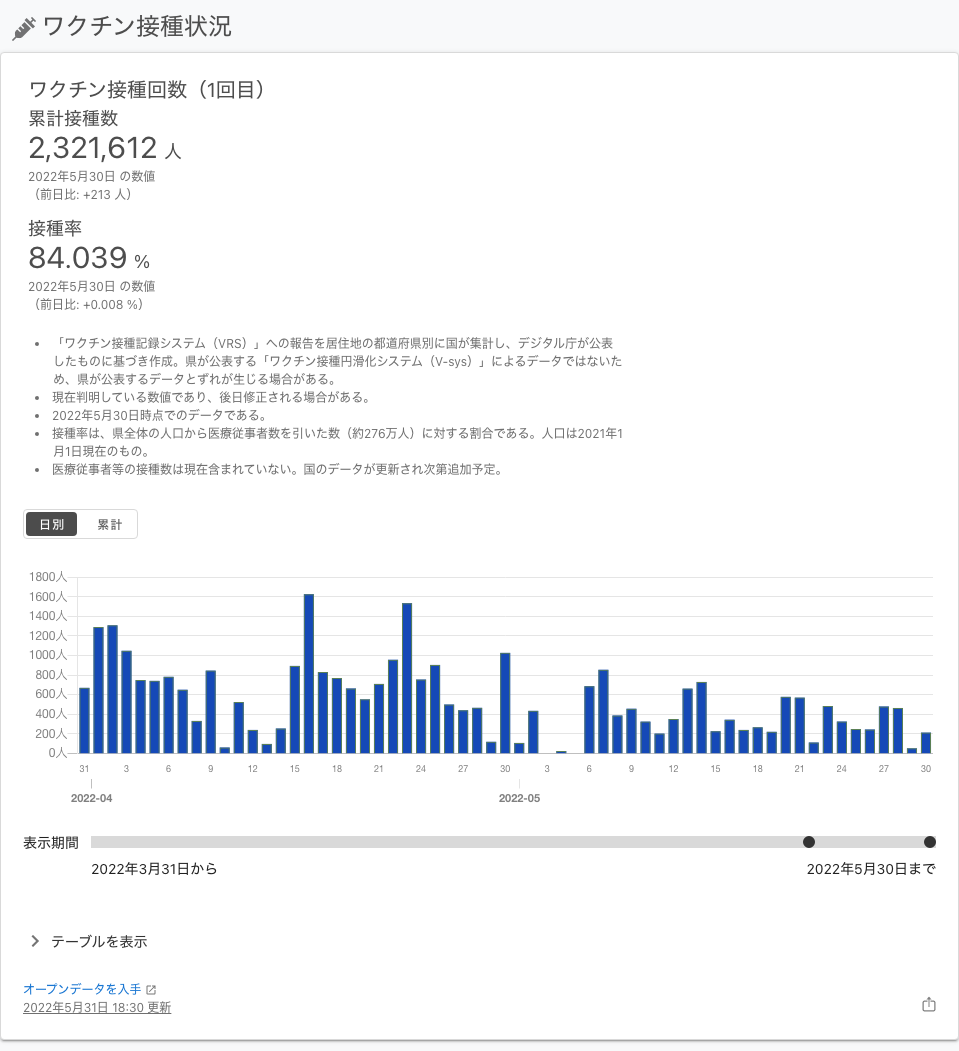 ワクチン接種状況
ワクチン接種回数（1回目）
累計接種数
2,321,612 人
2022年5月30日 の数値
（前日比: +213 人）
接種率
84.039 %
2022年5月30日 の数値
（前日比: +0.008 %）
• 「ワクチン接種記録システム（VRS）」への報告を居住地の都道府県別に国が集計し、デジタル庁が公表
したものに基づき作成。県が公表する「ワクチン接種円滑化システム（V-sys）」によるデータではないた
め、県が公表するデータとずれが生じる場合がある。
• 現在判明している数値であり、後日修正される場合がある。
• 2022年5月30日時点でのデータである。
• 接種率は、県全体の人口から医療従事者数を引いた数（約276万人）に対する割合である。人口は2021年1
月1日現在のもの。
• 医療従事者等の接種数は現在含まれていない。国のデータが更新され次第追加予定。
日別 累計
1800人
1600人
1400人
1200人
1000人
800人
600人
400人
200人
0人
31 3 6 9 12 15 18 21 24 27 30 3 6 9 12 15 18 21 24 27 30
2022-04 2022-05
表示期間
2022年3月31日から 2022年5月30日まで
テーブルを表示
オープンデータを入手
2022年5月31日 18:30 更新